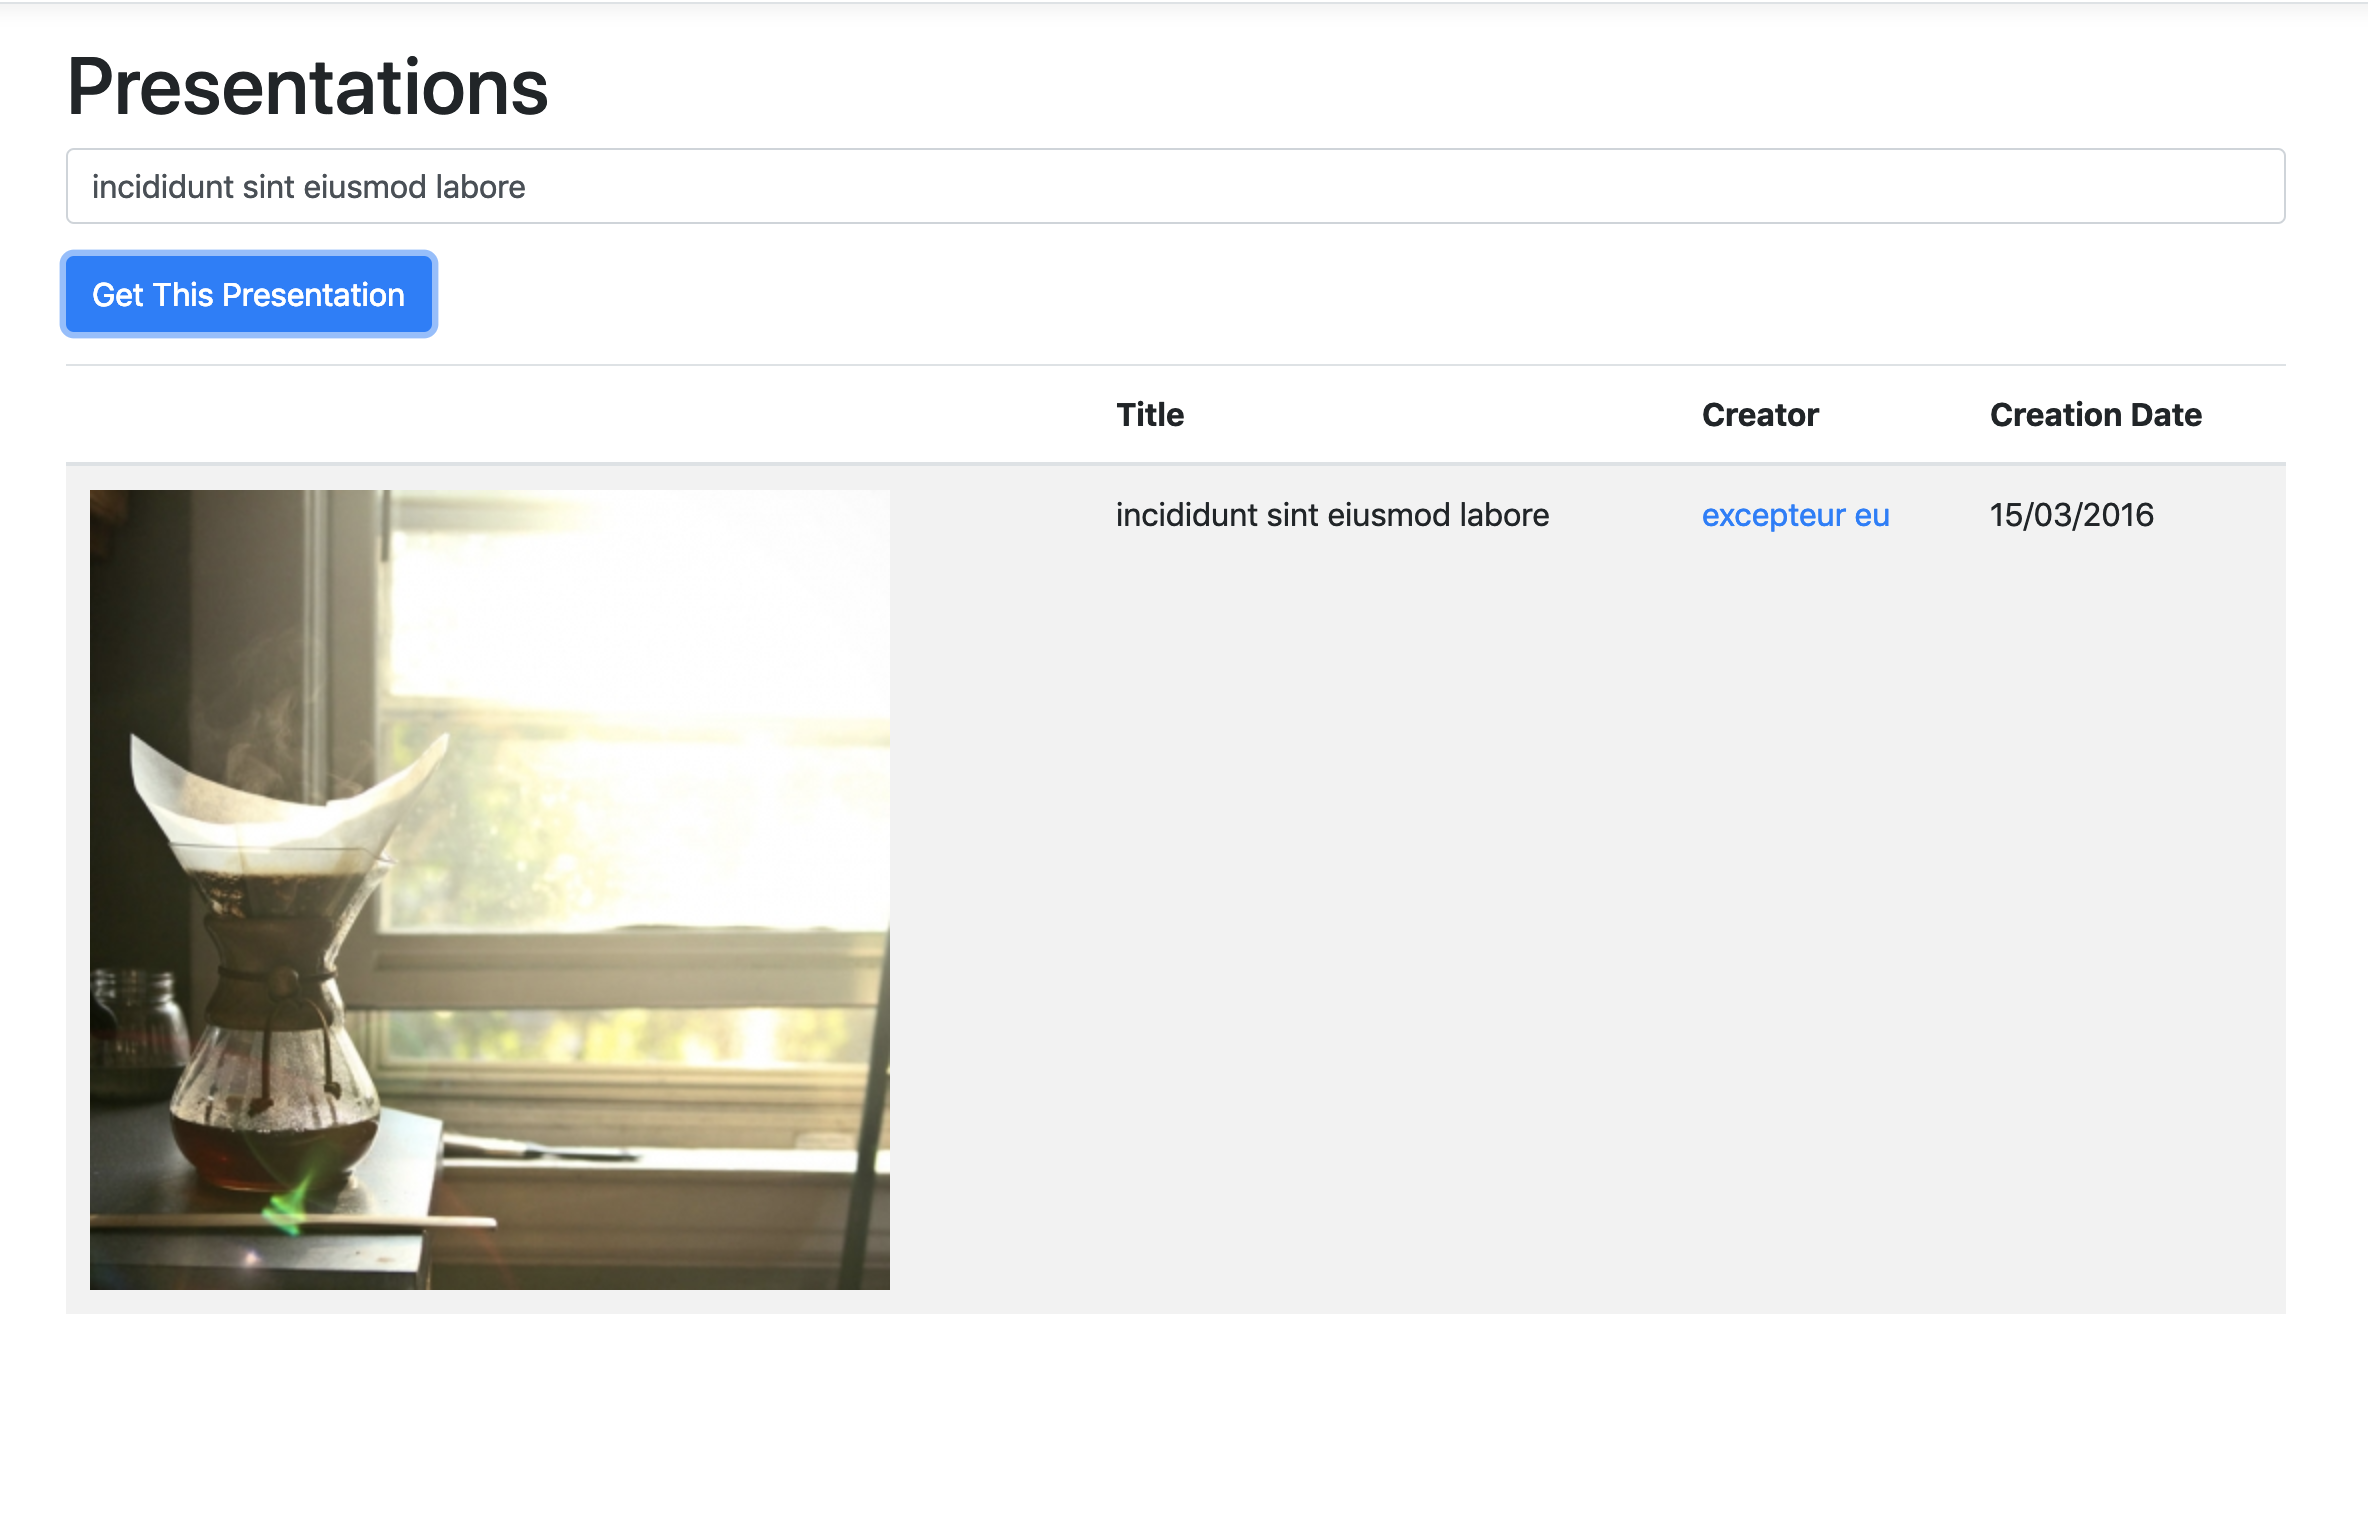 Presentations
incididunt sint eiusmod labore
Get This Presentation
Title Creator Creation Date
incididunt sint eiusmod labore excepteur eu 15/03/2016